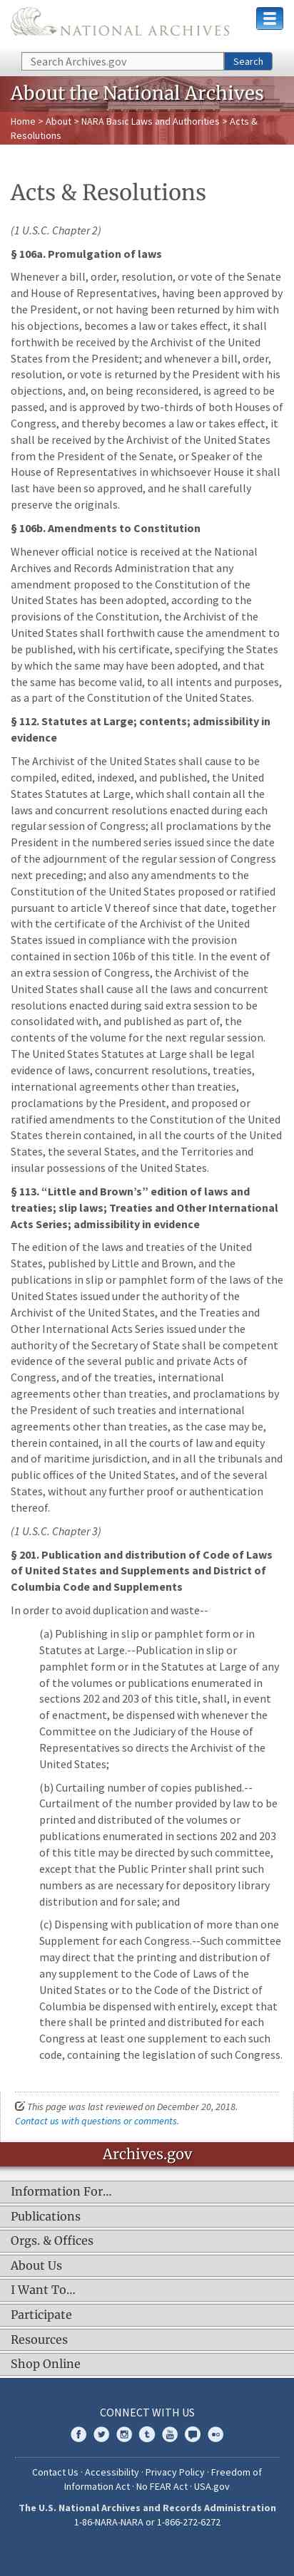 NATIONAL ARCHIVES
Search Archives.gov
Search
About the National Archives
Home > About > NARA Basic Laws and Authorities > Acts &
Resolutions
Acts & Resolutions
(1 U.S.C. Chapter 2)
§ 106a. Promulgation of laws
Whenever a bill, order, resolution, or vote of the Senate
and House of Representatives, having been approved by
the President, or not having been returned by him with
his objections, becomes a law or takes effect, it shall
forthwith be received by the Archivist of the United
States from the President; and whenever a bill, order,
resolution, or vote is returned by the President with his
objections, and, on being reconsidered, is agreed to be
passed, and is approved by two-thirds of both Houses of
Congress, and thereby becomes a law or takes effect, it
shall be received by the Archivist of the United States
from the President of the Senate, or Speaker of the
House of Representatives in whichsoever House it shall
last have been so approved, and he shall carefully
preserve the originals.
§ 106b. Amendments to Constitution
Whenever official notice is received at the National
Archives and Records Administration that any
amendment proposed to the Constitution of the United
States has been adopted, according to the
provisions of the Constitution, the Archivist of the
United States shall forthwith cause the amendment to
be published, with his certificate, specifying the States
by which the same may have been adopted, and that
the same has become valid, to all intents and purposes,
as a part of the Constitution of the United States.
§ 112. Statutes at Large; contents; admissibility in
evidence
The Archivist of the United States shall cause to be
compiled, edited, indexed, and published, the United
States Statutes at Large, which shall contain all the
laws and concurrent resolutions enacted during each
regular session of Congress; all proclamations by the
President in the numbered series issued since the date
of the adjournment of the regular session of Congress
next preceding; and also any amendments to the
Constitution of the United States proposed or ratified
pursuant to article V thereof since that date, together
with the certificate of the Archivist of the United
States issued in compliance with the provision
contained in section 106b of this title. In the event of
an extra session of Congress, the Archivist of the
United States shall cause all the laws and concurrent
resolutions enacted during said extra session to be
consolidated with, and published as part of, the
contents of the volume for the next regular session.
The United States Statutes at Large shall be legal
evidence of laws, concurrent resolutions, treaties,
international agreements other than treaties,
proclamations by the President, and proposed or
ratified amendments to the Constitution of the United
States therein contained, in all the courts of the United
States, the several States, and the Territories and
insular possessions of the United States.
§ 113. “Little and Brown’s” edition of laws and
treaties; slip laws; Treaties and Other International
Acts Series; admissibility in evidence
The edition of the laws and treaties of the United
States, published by Little and Brown, and the
publications in slip or pamphlet form of the laws of the
United States issued under the authority of the
Archivist of the United States, and the Treaties and
Other International Acts Series issued under the
authority of the Secretary of State shall be competent
evidence of the several public and private Acts of
Congress, and of the treaties, international
agreements other than treaties, and proclamations by
the President of such treaties and international
agreements other than treaties, as the case may be,
therein contained, in all the courts of law and equity
and of maritime jurisdiction, and in all the tribunals and
public offices of the United States, and of the several
States, without any further proof or authentication
thereof.
(1 U.S.C. Chapter 3)
§ 201. Publication and distribution of Code of Laws
of United States and Supplements and District of
Columbia Code and Supplements
In order to avoid duplication and waste--
(a) Publishing in slip or pamphlet form or in
Statutes at Large.--Publication in slip or
pamphlet form or in the Statutes at Large of any
of the volumes or publications enumerated in
sections 202 and 203 of this title, shall, in event
of enactment, be dispensed with whenever the
Committee on the Judiciary of the House of
Representatives so directs the Archivist of the
United States;
(b) Curtailing number of copies published.--
Curtailment of the number provided by law to be
printed and distributed of the volumes or
publications enumerated in sections 202 and 203
of this title may be directed by such committee,
except that the Public Printer shall print such
numbers as are necessary for depository library
distribution and for sale; and
(c) Dispensing with publication of more than one
Supplement for each Congress.--Such committee
may direct that the printing and distribution of
any supplement to the Code of Laws of the
United States or to the Code of the District of
Columbia be dispensed with entirely, except that
there shall be printed and distributed for each
Congress at least one supplement to each such
code, containing the legislation of such Congress.
This page was last reviewed on December 20, 2018.
Contact us with questions or comments.
Archives.gov
Information For…
Publications
Orgs. & Offices
About Us
I Want To…
Participate
Resources
Shop Online
CONNECT WITH US
Contact Us · Accessibility · Privacy Policy · Freedom of
Information Act · No FEAR Act · USA.gov
The U.S. National Archives and Records Administration
1-86-NARA-NARA or 1-866-272-6272